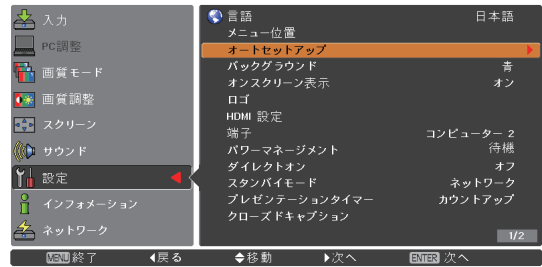 入力
PC調整
画質モード
画質調整
スクリーン
サウンド
設定
インフォメーション
ネットワーク
言語 日本語
メニュー位置
オートセットアップ
バックグラウンド 青
オンスクリーン表示 オン
ロゴ
HDMI 設定
端子 コンピューター 2
パワーマネージメント 待機
ダイレクトオン オフ
スタンバイモード ネットワーク
プレゼンテーションタイマー カウントアップ
クローズドキャプション
1/2
MENU 終了 戻る 移動 次へ ENTER 次へ